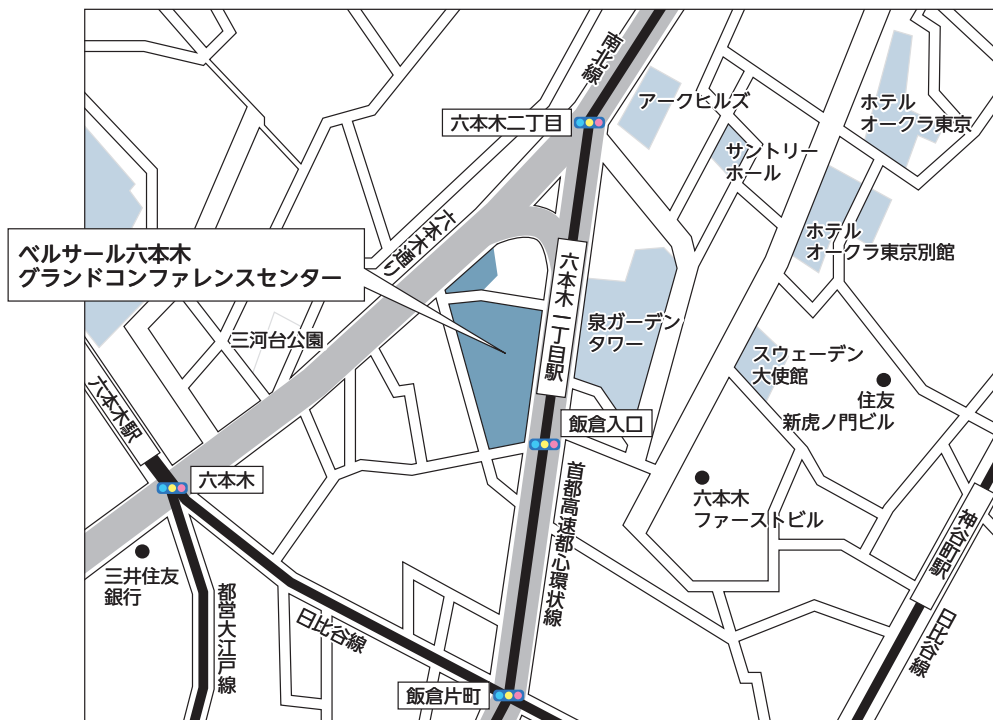 南北線
アークヒルズ
ホテル
オークラ東京
六本木二丁目
サントリー
ホール
六本木通り
ホテル
オークラ東京別館
ベルサール六本木
グランドコンファレンスセンター
六本木一丁目駅
三河台公園
泉ガーデン
タワー
スウェーデン
大使館
住友
新虎ノ門ビル
六本木駅
飯倉入口
六本木
首都高速都心環状線
六本木
ファーストビル
神谷町駅
三井住友
銀行
都営大江戸線
日比谷線
日比谷線
飯倉片町